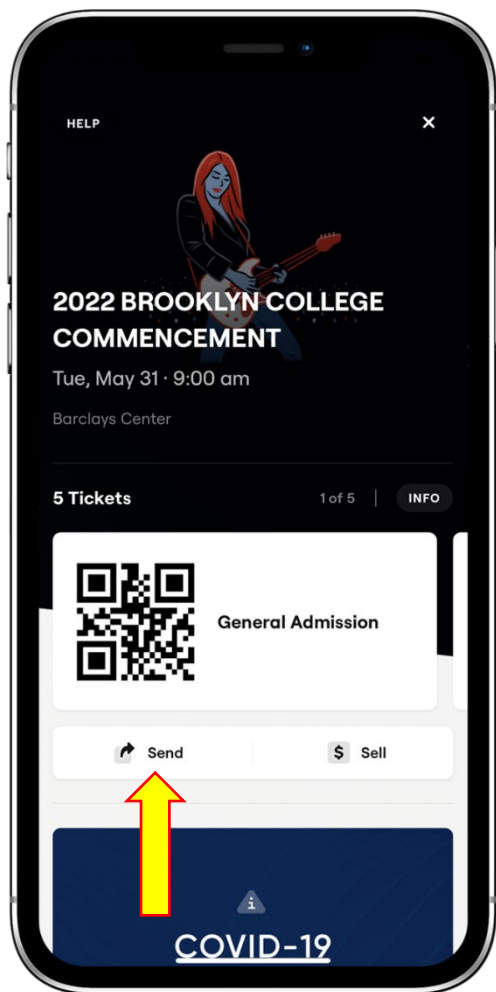 HELP
2022 BROOKLYN COLLEGE
COMMENCEMENT
Tue, May 31 · 9:00 am
Barclays Center
5 Tickets 1 of 5 | INFO
General Admission
Send $ Sell
COVID-19